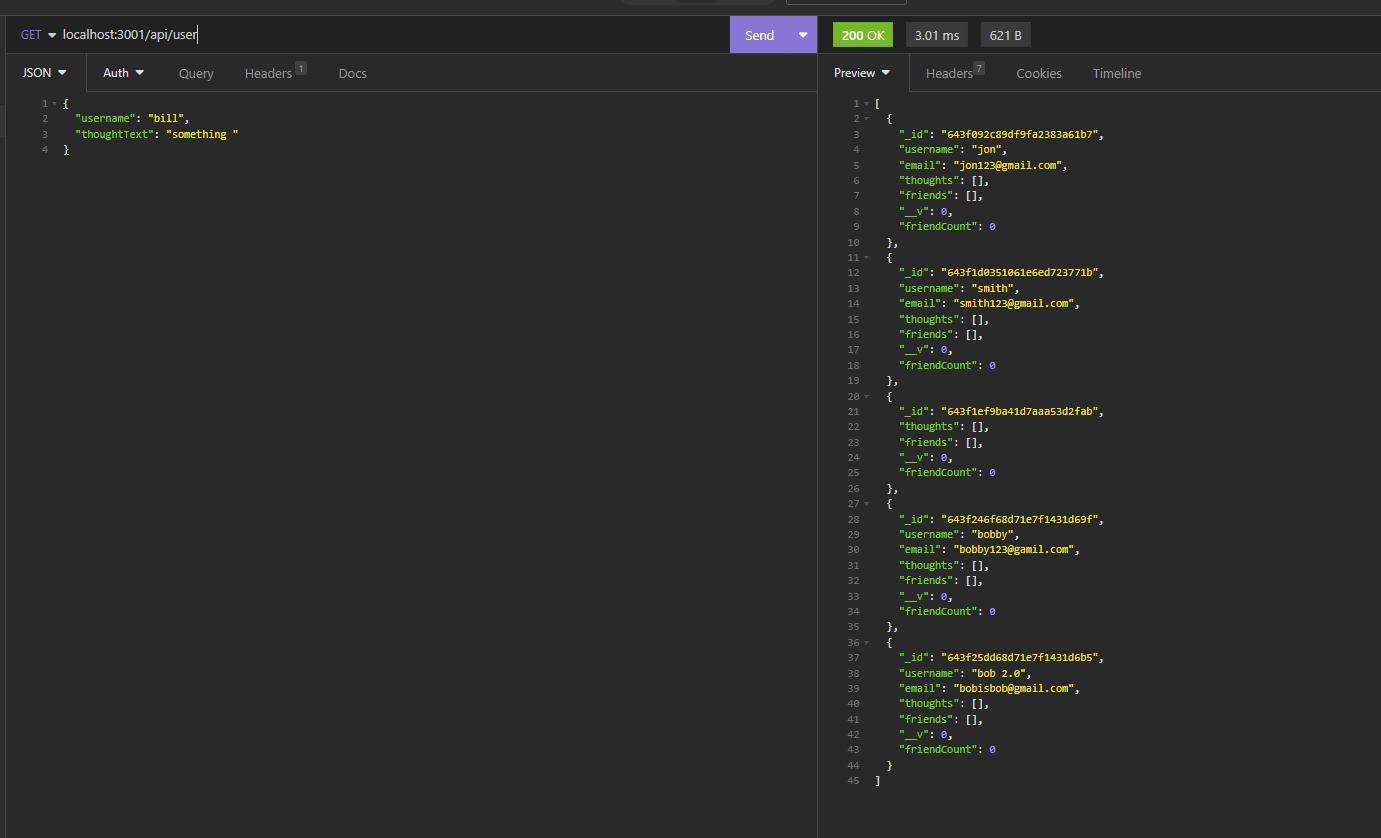 GET localhost:3001/api/user Send 200 OK 3.01 ms 621 B
JSON Auth Query Headers 1 Docs Preview Headers 7 Cookies Timeline
1 {
2 "username": "bill",
3 "thoughtText": "something "
4 }
1 [
2 {
3 "_id": "643f092c89df9fa2383a61b7",
4 "username": "jon",
5 "email": "jon123@gmail.com",
6 "thoughts": [],
7 "friends": [],
8 "__v": 0,
9 "friendCount": 0
10 },
11 {
12 "_id": "643f1d0351061e6ed723771b",
13 "username": "smith",
14 "email": "smith123@gmail.com",
15 "thoughts": [],
16 "friends": [],
17 "__v": 0,
18 "friendCount": 0
19 },
20 {
21 "_id": "643f1ef9ba41d7aaa53d2fab",
22 "thoughts": [],
23 "friends": [],
24 "__v": 0,
25 "friendCount": 0
26 },
27 {
28 "_id": "643f246f68d71e7f1431d69f",
29 "username": "bobby",
30 "email": "bobby123@gamil.com",
31 "thoughts": [],
32 "friends": [],
33 "__v": 0,
34 "friendCount": 0
35 },
36 {
37 "_id": "643f25dd68d71e7f1431d6b5",
38 "username": "bob 2.0",
39 "email": "bobisbob@gmail.com",
40 "thoughts": [],
41 "friends": [],
42 "__v": 0,
43 "friendCount": 0
44 }
45 ]